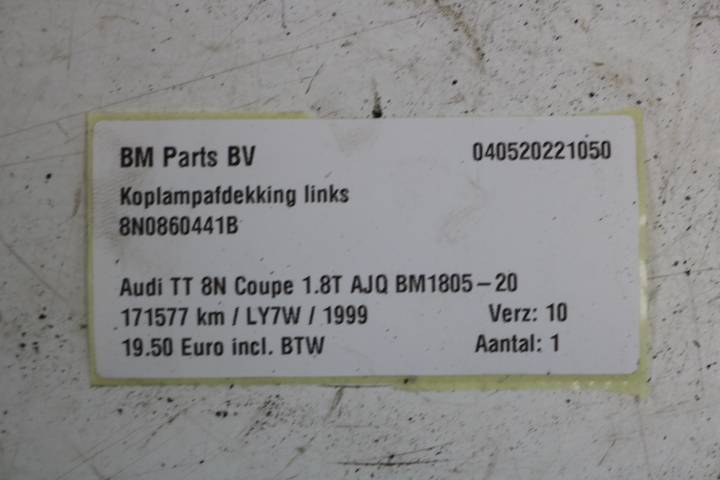 BM Parts BV 040520221050
Koplampafdekking links
8N0860441B
Audi TT 8N Coupe 1.8T AJQ BM1805-20
171577 km / LY7W / 1999 Verz: 10
19.50 Euro incl. BTW Aantal: 1